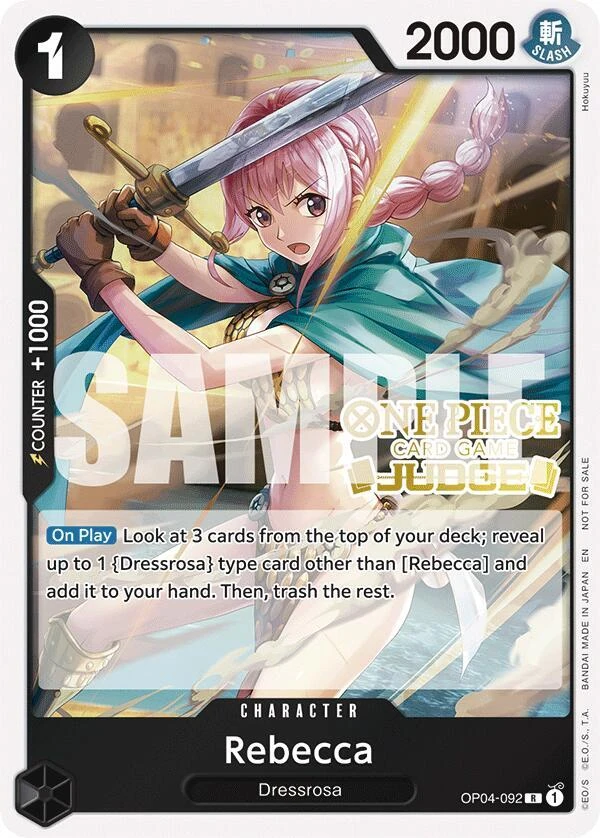 1
2000
斬
SLASH
Hokuyuu
COUNTER +1000
SAMPLE
ONE PIECE
CARD GAME
JUDGE
On Play Look at 3 cards from the top of your deck; reveal
up to 1 {Dressrosa} type card other than [Rebecca] and
add it to your hand. Then, trash the rest.
CHARACTER
Rebecca
Dressrosa
OP04-092 R 1
©EO/S ©E.O./S., T.A. BANDAI MADE IN JAPAN EN NOT FOR SALE